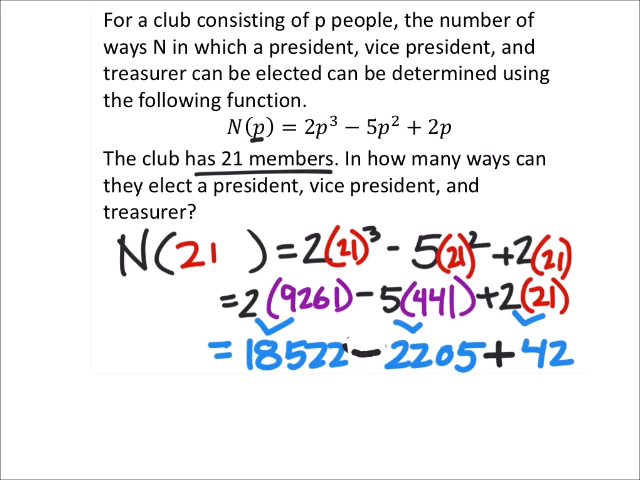 For a club consisting of p people, the number of
ways N in which a president, vice president, and
treasurer can be elected can be determined using
the following function.
N(p) = 2p³ − 5p² + 2p
The club has 21 members. In how many ways can
they elect a president, vice president, and
treasurer?
N(21 ) = 2(21)³ - 5(21)² + 2(21)
= 2(9261) - 5(441) + 2(21)
= 18522 - 2205 + 42